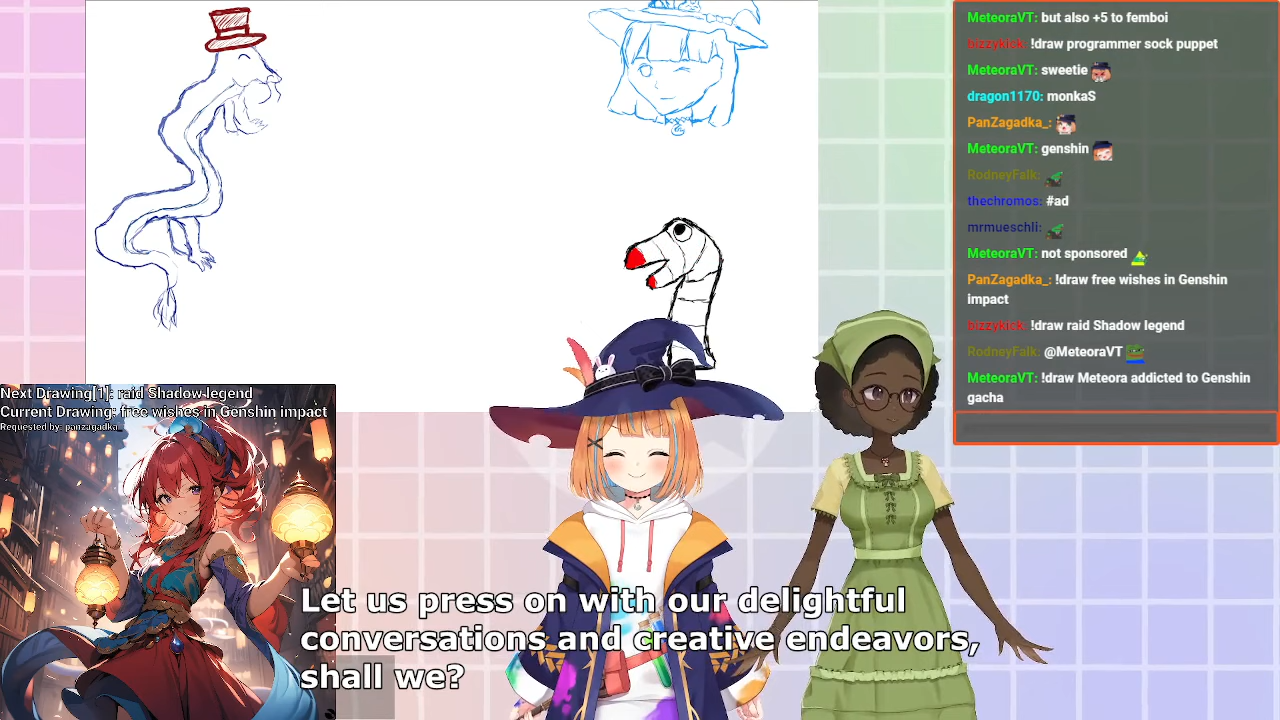 MeteoraVT: but also +5 to femboi
bizzykick: !draw programmer sock puppet
MeteoraVT: sweetie
dragon1170: monkaS
PanZagadka_:
MeteoraVT: genshin
RodneyFalk:
thechromos: #ad
mrmueschli:
MeteoraVT: not sponsored
PanZagadka_: !draw free wishes in Genshin
impact
bizzykick: !draw raid Shadow legend
RodneyFalk: @MeteoraVT
MeteoraVT: !draw Meteora addicted to Genshin
gacha
Next Drawing[1]: raid Shadow legend
Current Drawing: free wishes in Genshin impact
Requested by: panzagadka_
Let us press on with our delightful
conversations and creative endeavors,
shall we?